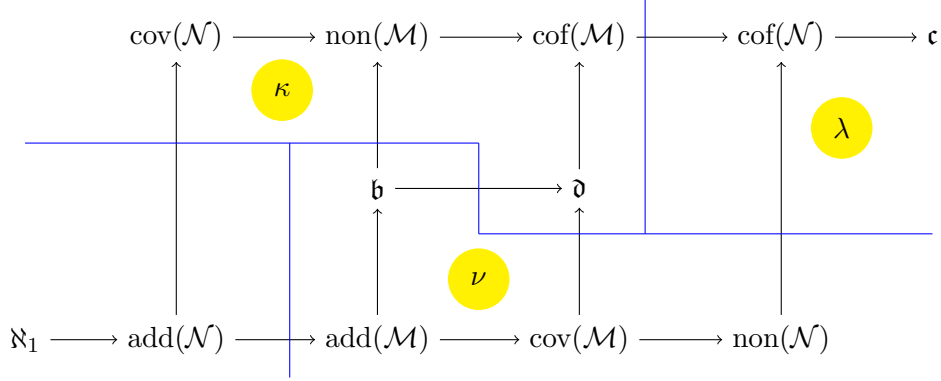 cov(𝒩) non(ℳ) cof(ℳ) cof(𝒩) 𝔠
κ
λ
𝔟 𝔡
ν
ℵ₁ add(𝒩) add(ℳ) cov(ℳ) non(𝒩)